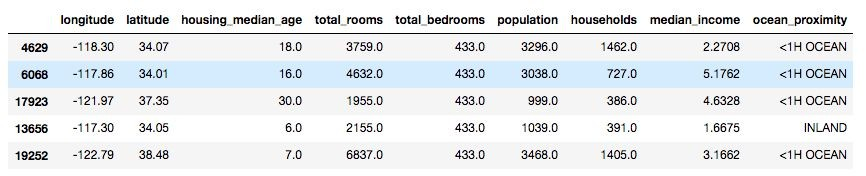 longitude latitude housing_median_age total_rooms total_bedrooms population households median_income ocean_proximity
4629 -118.30 34.07 18.0 3759.0 433.0 3296.0 1462.0 2.2708 <1H OCEAN
6068 -117.86 34.01 16.0 4632.0 433.0 3038.0 727.0 5.1762 <1H OCEAN
17923 -121.97 37.35 30.0 1955.0 433.0 999.0 386.0 4.6328 <1H OCEAN
13656 -117.30 34.05 6.0 2155.0 433.0 1039.0 391.0 1.6675 INLAND
19252 -122.79 38.48 7.0 6837.0 433.0 3468.0 1405.0 3.1662 <1H OCEAN